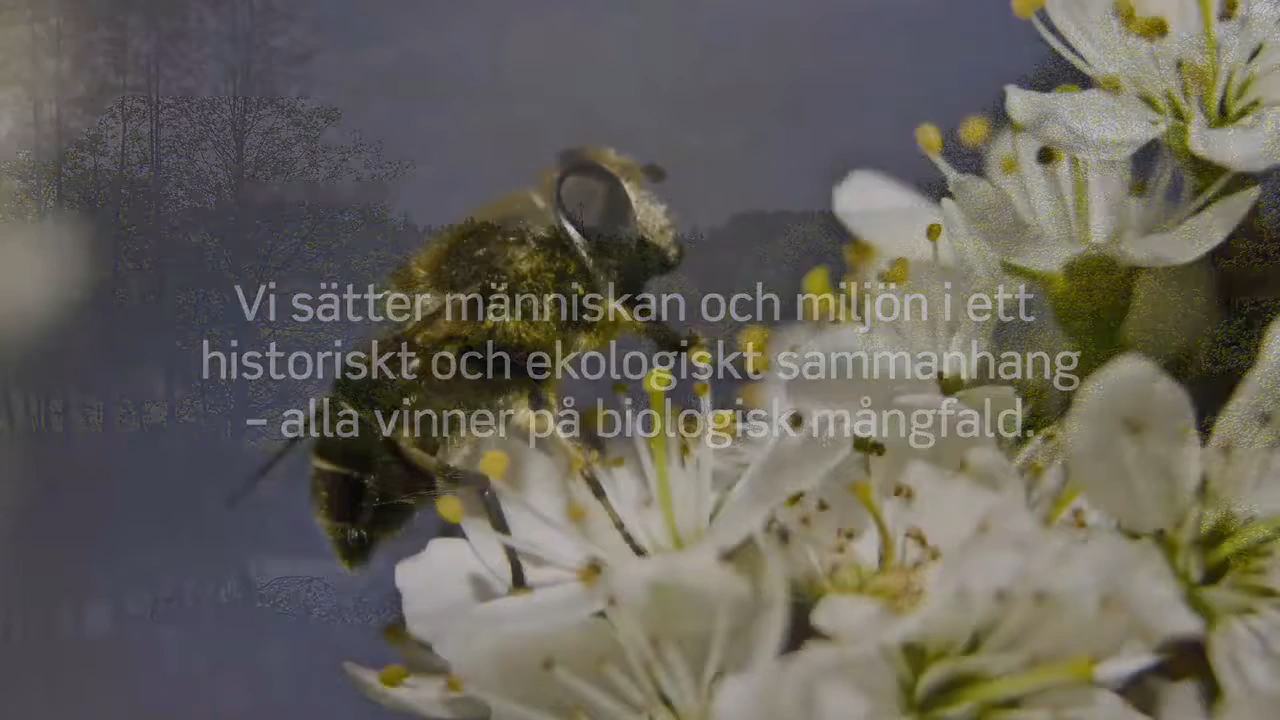 Vi sätter människan och miljön i ett
historiskt och ekologiskt sammanhang
– alla vinner på biologisk mångfald.